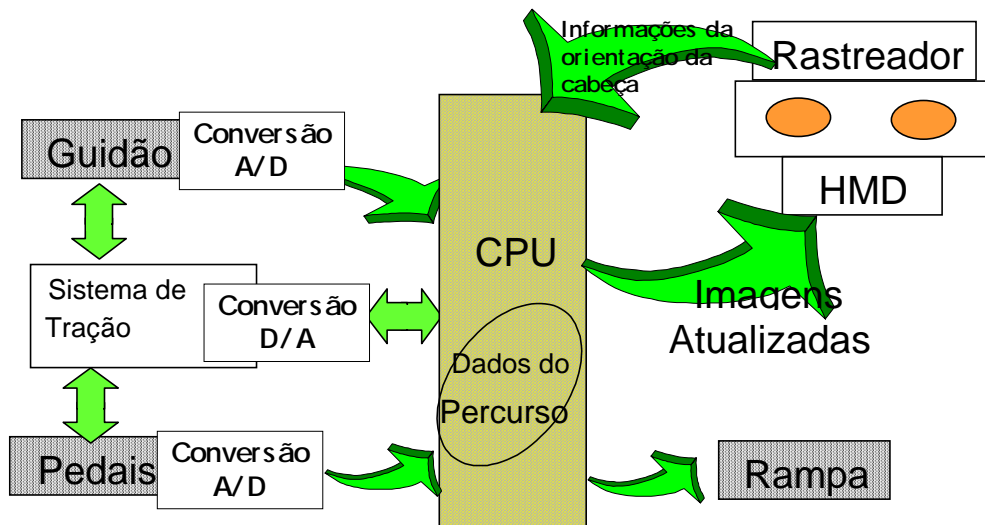 Informações da
orientação da
cabeça
Rastreador
HMD
Guidão
Conversão
A/D
CPU
Sistema de
Tração
Conversão
D/A
Imagens
Atualizadas
Dados do
Percurso
Pedais
Conversão
A/D
Rampa